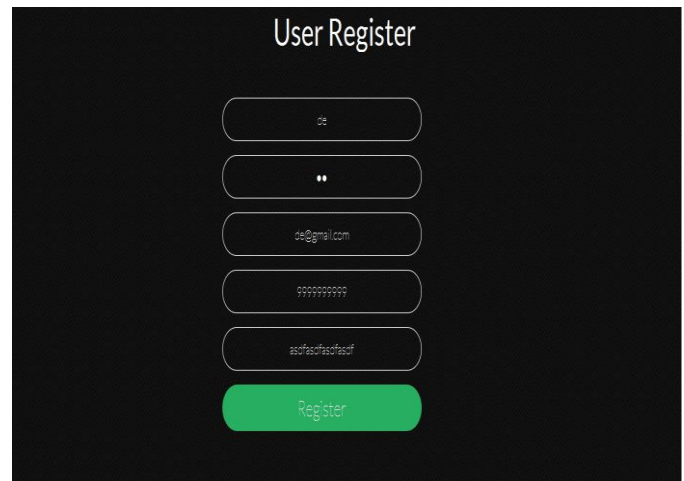 User Register
de
••
de@gmail.com
9999999999
asdfasdfasdfasdf
Register